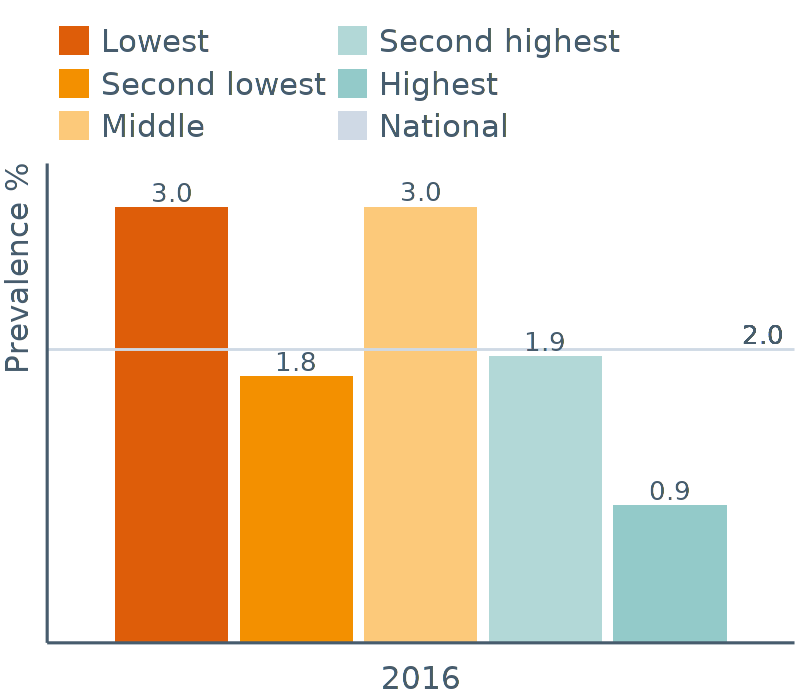 Lowest
Second lowest
Middle
Second highest
Highest
National
Prevalence %
3.0
1.8
3.0
1.9
0.9
2.0
2016